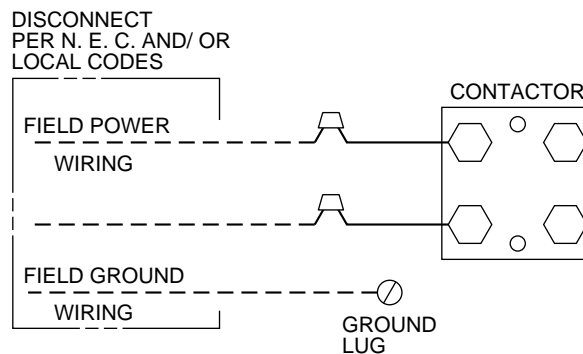 DISCONNECT
PER N. E. C. AND/ OR
LOCAL CODES
CONTACTOR
FIELD POWER
WIRING
FIELD GROUND
WIRING
GROUND
LUG